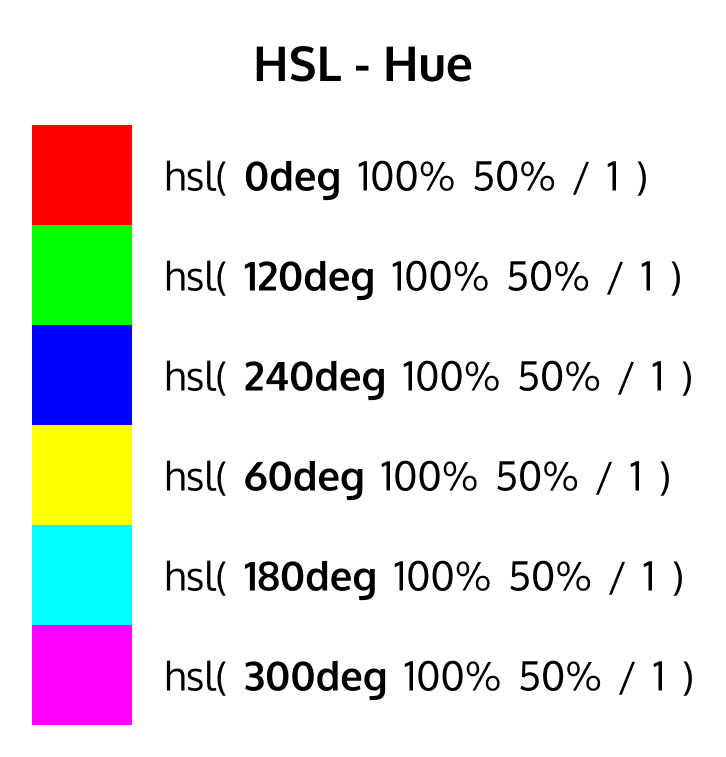 HSL - Hue
hsl( 0deg 100% 50% / 1 )
hsl( 120deg 100% 50% / 1 )
hsl( 240deg 100% 50% / 1 )
hsl( 60deg 100% 50% / 1 )
hsl( 180deg 100% 50% / 1 )
hsl( 300deg 100% 50% / 1 )